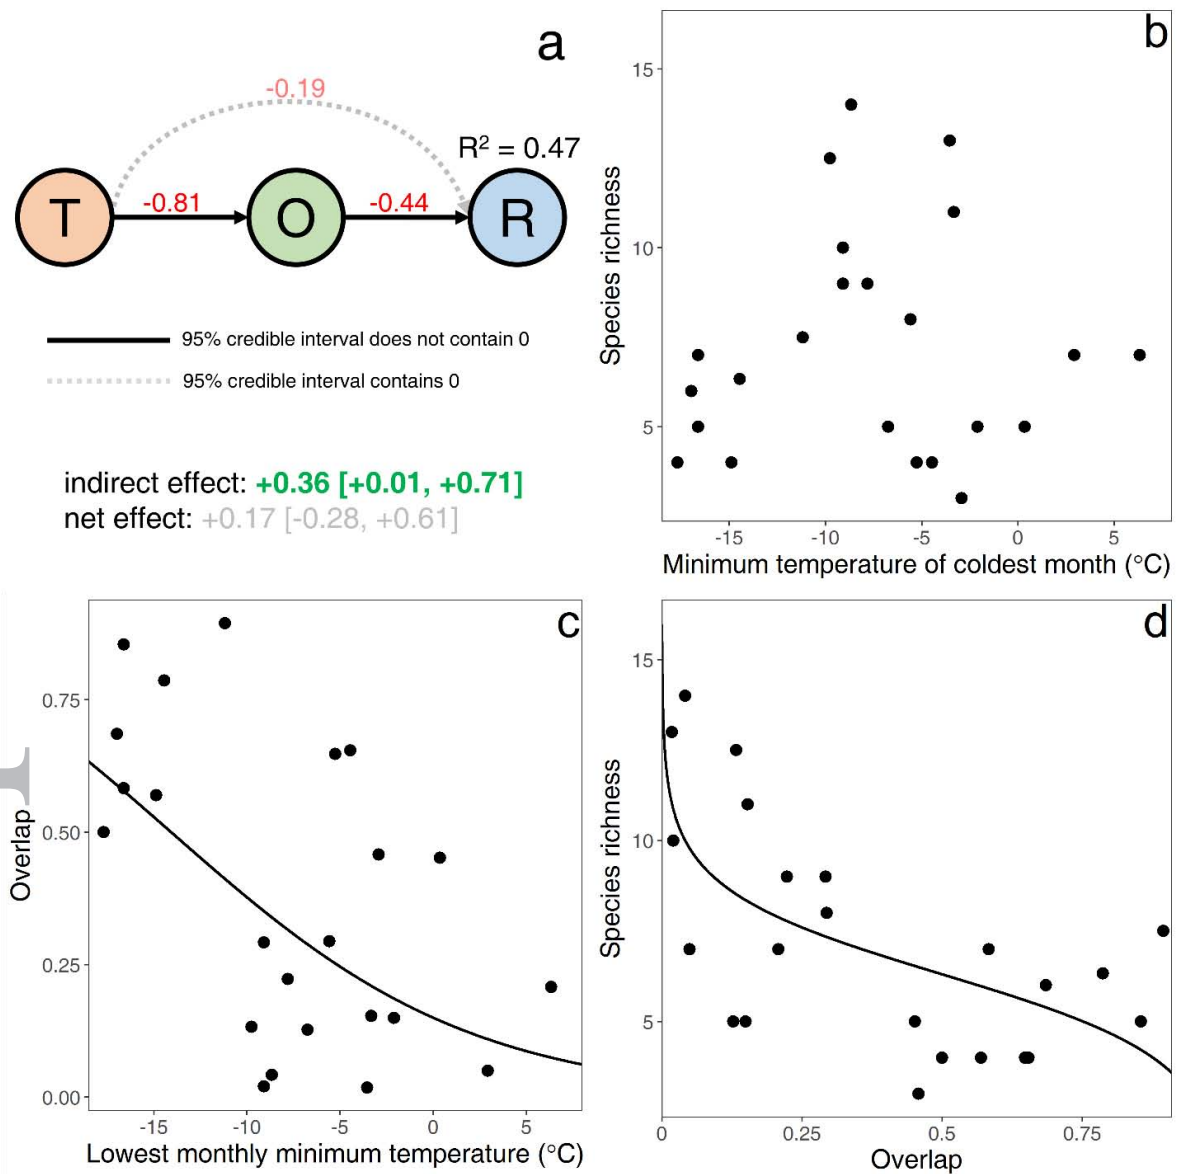 a
-0.19
R² = 0.47
T
-0.81
O
-0.44
R
95% credible interval does not contain 0
95% credible interval contains 0
indirect effect: +0.36 [+0.01, +0.71]
net effect: +0.17 [-0.28, +0.61]
b
Species richness
15
10
5
-15 -10 -5 0 5
Minimum temperature of coldest month (°C)
c
Overlap
0.75
0.50
0.25
0.00
-15 -10 -5 0 5
Lowest monthly minimum temperature (°C)
d
Species richness
15
10
5
0 0.25 0.5 0.75
Overlap